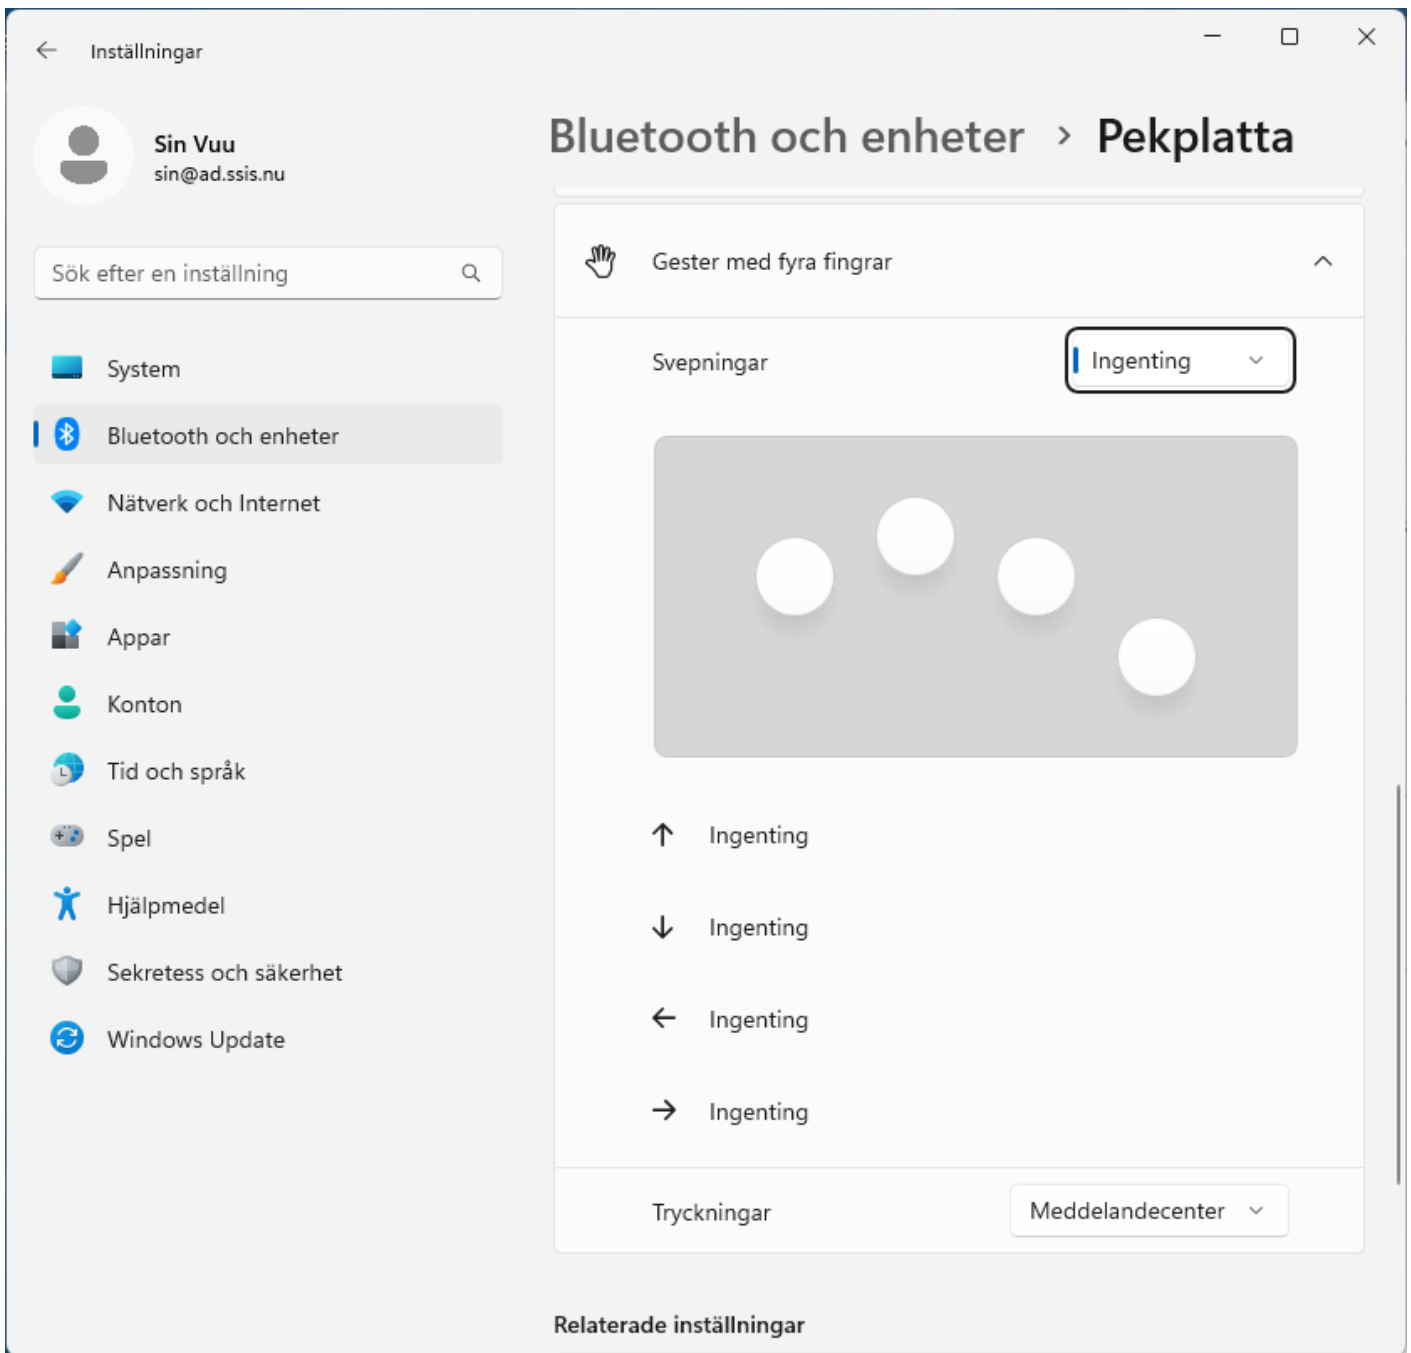 Inställningar
Sin Vuu
sin@ad.ssis.nu
Sök efter en inställning
System
Bluetooth och enheter
Nätverk och Internet
Anpassning
Appar
Konton
Tid och språk
Spel
Hjälpmedel
Sekretess och säkerhet
Windows Update
Bluetooth och enheter › Pekplatta
Gester med fyra fingrar
Svepningar Ingenting
↑ Ingenting
↓ Ingenting
← Ingenting
→ Ingenting
Tryckningar Meddelandecenter
Relaterade inställningar